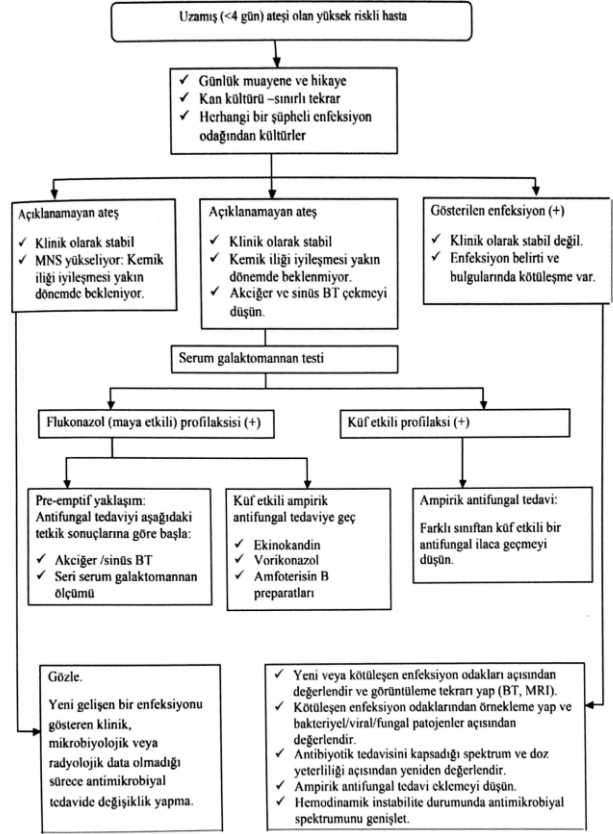 Uzamış (<4 gün) ateşi olan yüksek riskli hasta
✓ Günlük muayene ve hikaye
✓ Kan kültürü –sınırlı tekrar
✓ Herhangi bir şüpheli enfeksiyon
odağından kültürler
Açıklanamayan ateş
✓ Klinik olarak stabil
✓ MNS yükseliyor: Kemik
iliği iyileşmesi yakın
dönemde bekleniyor.
Açıklanamayan ateş
✓ Klinik olarak stabil
✓ Kemik iliği iyileşmesi yakın
dönemde beklenmiyor.
✓ Akciğer ve sinüs BT çekmeyi
düşün.
Gösterilen enfeksiyon (+)
✓ Klinik olarak stabil değil.
✓ Enfeksiyon belirti ve
bulgularında kötüleşme var.
Serum galaktomannan testi
Flukonazol (maya etkili) profilaksisi (+)
Küf etkili profilaksi (+)
Pre-emptif yaklaşım:
Antifungal tedaviyi aşağıdaki
tetkik sonuçlarına göre başla:
✓ Akciğer /sinüs BT
✓ Seri serum galaktomannan
ölçümü
Küf etkili ampirik
antifungal tedaviye geç
✓ Ekinokandin
✓ Vorikonazol
✓ Amfoterisin B
preparatları
Ampirik antifungal tedavi:
Farklı sınıftan küf etkili bir
antifungal ilaca geçmeyi
düşün.
Gözle.
Yeni gelişen bir enfeksiyonu
gösteren klinik,
mikrobiyolojik veya
radyolojik data olmadığı
sürece antimikrobiyal
tedavide değişiklik yapma.
✓ Yeni veya kötüleşen enfeksiyon odakları açısından
değerlendir ve görüntüleme tekrarı yap (BT, MRI).
✓ Kötüleşen enfeksiyon odaklarından örnekleme yap ve
bakteriyel/viral/fungal patojenler açısından
değerlendir.
✓ Antibiyotik tedavisini kapsadığı spektrum ve doz
yeterliliği açısından yeniden değerlendir.
✓ Ampirik antifungal tedavi eklemeyi düşün.
✓ Hemodinamik instabilite durumunda antimikrobiyal
spektrumunu genişlet.